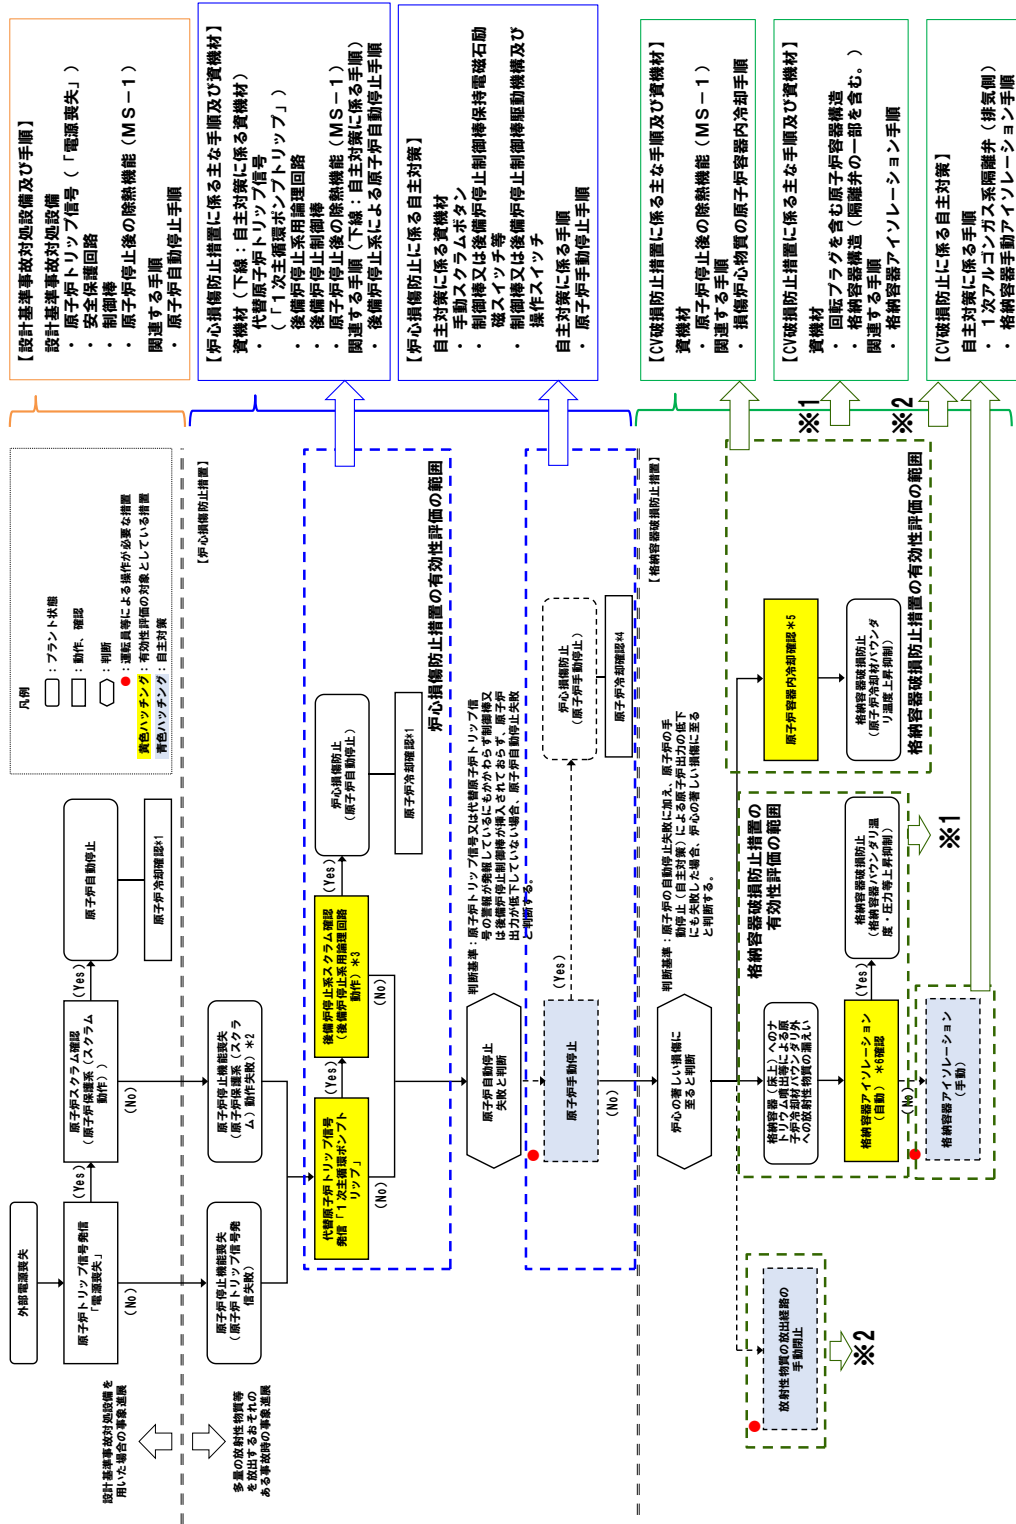 設計基準事故対処設備を
用いた場合の事象進展
多量の放射性物質等
を放出するおそれの
ある事故時の事象進展
外部電源喪失
原子炉トリップ信号発信
「電源喪失」
(Yes)
(No)
原子炉スクラム確認
(原子炉保護系(スクラム
動作))
(Yes)
(No)
原子炉自動停止
原子炉冷却確認*1
凡例
:プラント状態
:動作、確認
:判断
:運転員等による操作が必要な措置
黄色ハッチング:有効性評価の対象としている措置
青色ハッチング:自主対策
【炉心損傷防止措置】
原子炉停止機能喪失
(原子炉トリップ信号発
信失敗)
原子炉停止機能喪失
(原子炉保護系(スクラ
ム)動作失敗)*2
代替原子炉トリップ信号
発信「1次主循環ポンプト
リップ」
(Yes)
(No)
後備炉停止系スクラム確認
(後備炉停止系用論理回路
動作)*3
(Yes)
(No)
炉心損傷防止
(原子炉自動停止)
原子炉冷却確認*1
炉心損傷防止措置の有効性評価の範囲
原子炉自動停止
失敗と判断
判断基準:原子炉トリップ信号又は代替原子炉トリップ信
号の警報が発報しているにもかかわらず制御棒又
は後備炉停止制御棒が挿入されておらず、原子炉
出力が低下していない場合、原子炉自動停止失敗
と判断する。
原子炉手動停止
(Yes)
(No)
炉心損傷防止
(原子炉手動停止)
原子炉冷却確認*4
【格納容器破損防止措置】
炉心の著しい損傷に
至ると判断
判断基準:原子炉の自動停止失敗に加え、原子炉の手
動停止(自主対策)による原子炉出力の低下
にも失敗した場合、炉心の著しい損傷に至る
と判断する。
放射性物質の放出経路の
手動閉止
※2
格納容器破損防止措置の
有効性評価の範囲
格納容器(床上)へのナ
トリウム噴出等による原
子炉冷却材バウンダリ外
への放射性物質の漏えい
格納容器アイソレーション
(自動)*6確認
(Yes)
(No)
格納容器破損防止
(格納容器バウンダリ温
度・圧力等上昇抑制)
※1
格納容器アイソレーション
(手動)
原子炉容器内冷却確認*5
格納容器破損防止
(原子炉冷却材バウンダ
リ温度上昇抑制)
格納容器破損防止措置の有効性評価の範囲
※1
※2
【設計基準事故対処設備及び手順】
設計基準事故対処設備
・ 原子炉トリップ信号(「電源喪失」)
・ 安全保護回路
・ 制御棒
・ 原子炉停止後の除熱機能(MS-1)
関連する手順
・ 原子炉自動停止手順
【炉心損傷防止措置に係る主な手順及び資機材】
資機材(下線:自主対策に係る資機材)
・ 代替原子炉トリップ信号
(「1次主循環ポンプトリップ」)
・ 後備炉停止系用論理回路
・ 後備炉停止制御棒
・ 原子炉停止後の除熱機能(MS-1)
関連する手順(下線:自主対策に係る手順)
・ 後備炉停止系による原子炉自動停止手順
【炉心損傷防止に係る自主対策】
自主対策に係る資機材
・ 手動スクラムボタン
・ 制御棒又は後備炉停止制御棒保持電磁石励
磁スイッチ等
・ 制御棒又は後備炉停止制御棒駆動機構及び
操作スイッチ
自主対策に係る手順
・ 原子炉手動停止手順
【CV破損防止措置に係る主な手順及び資機材】
資機材
・ 原子炉停止後の除熱機能(MS-1)
関連する手順
・ 損傷炉心物質の原子炉容器内冷却手順
【CV破損防止措置に係る主な手順及び資機材】
資機材
・ 回転プラグを含む原子炉容器構造
・ 格納容器構造(隔離弁の一部を含む。)
関連する手順
・ 格納容器アイソレーション手順
【CV破損防止に係る自主対策】
自主対策に係る手順
・ 1次アルゴンガス系隔離弁(排気側)
・ 格納容器手動アイソレーション手順